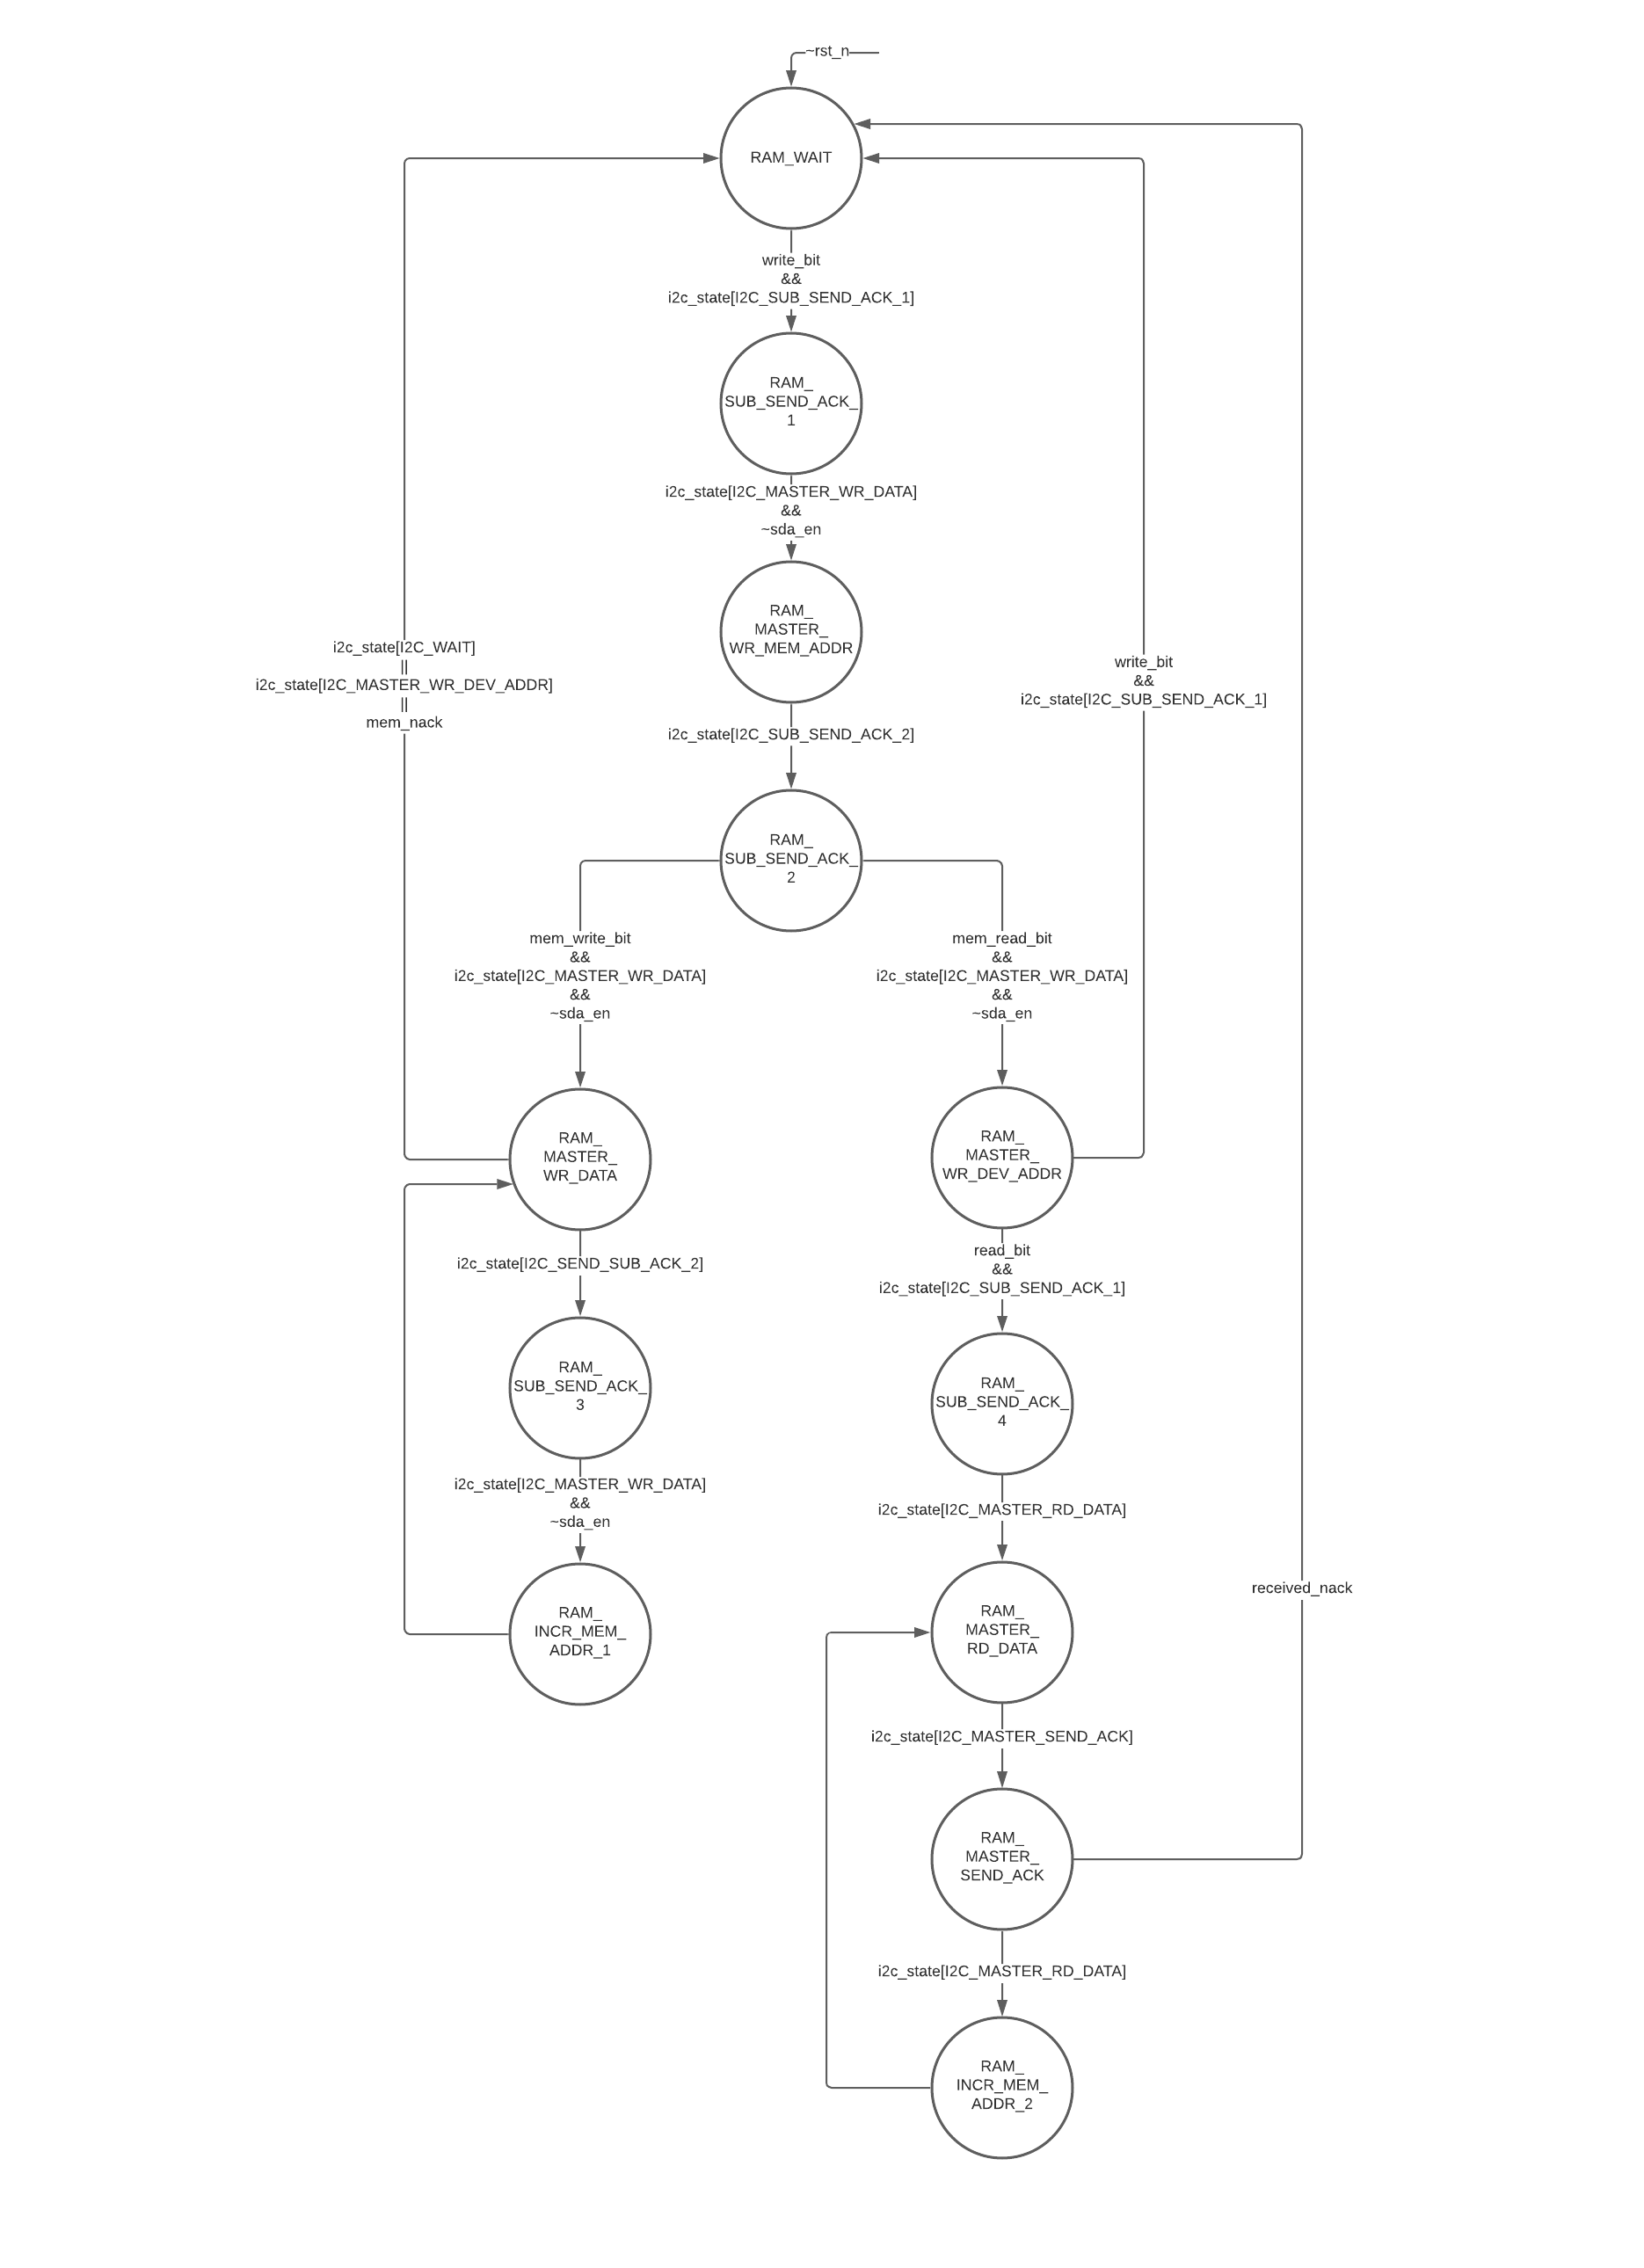 ~rst_n
RAM_WAIT
write_bit
&&
i2c_state[I2C_SUB_SEND_ACK_1]
RAM_
SUB_SEND_ACK_
1
i2c_state[I2C_MASTER_WR_DATA]
&&
~sda_en
RAM_
MASTER_
WR_MEM_ADDR
i2c_state[I2C_WAIT]
||
i2c_state[I2C_MASTER_WR_DEV_ADDR]
||
mem_nack
write_bit
&&
i2c_state[I2C_SUB_SEND_ACK_1]
i2c_state[I2C_SUB_SEND_ACK_2]
RAM_
SUB_SEND_ACK_
2
mem_write_bit
&&
i2c_state[I2C_MASTER_WR_DATA]
&&
~sda_en
mem_read_bit
&&
i2c_state[I2C_MASTER_WR_DATA]
&&
~sda_en
RAM_
MASTER_
WR_DATA
RAM_
MASTER_
WR_DEV_ADDR
i2c_state[I2C_SEND_SUB_ACK_2]
read_bit
&&
i2c_state[I2C_SUB_SEND_ACK_1]
RAM_
SUB_SEND_ACK_
3
RAM_
SUB_SEND_ACK_
4
i2c_state[I2C_MASTER_WR_DATA]
&&
~sda_en
i2c_state[I2C_MASTER_RD_DATA]
received_nack
RAM_
INCR_MEM_
ADDR_1
RAM_
MASTER_
RD_DATA
i2c_state[I2C_MASTER_SEND_ACK]
RAM_
MASTER_
SEND_ACK
i2c_state[I2C_MASTER_RD_DATA]
RAM_
INCR_MEM_
ADDR_2